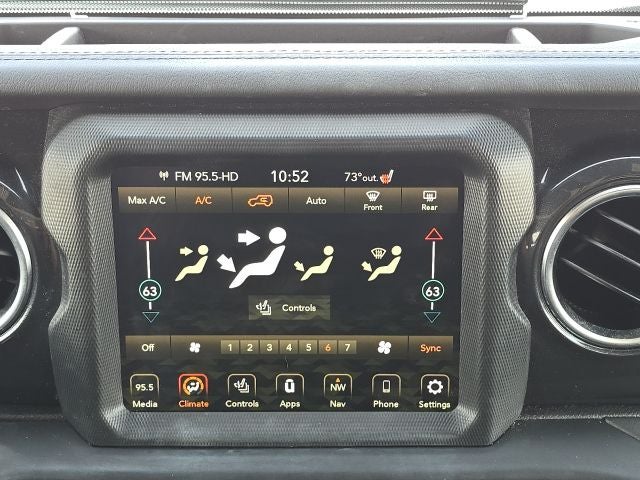 FM 95.5-HD 10:52 73°out.
Max A/C A/C Auto Front Rear
63 63
Controls
Off 1 2 3 4 5 6 7 Sync
95.5 NW
Media Climate Controls Apps Nav Phone Settings